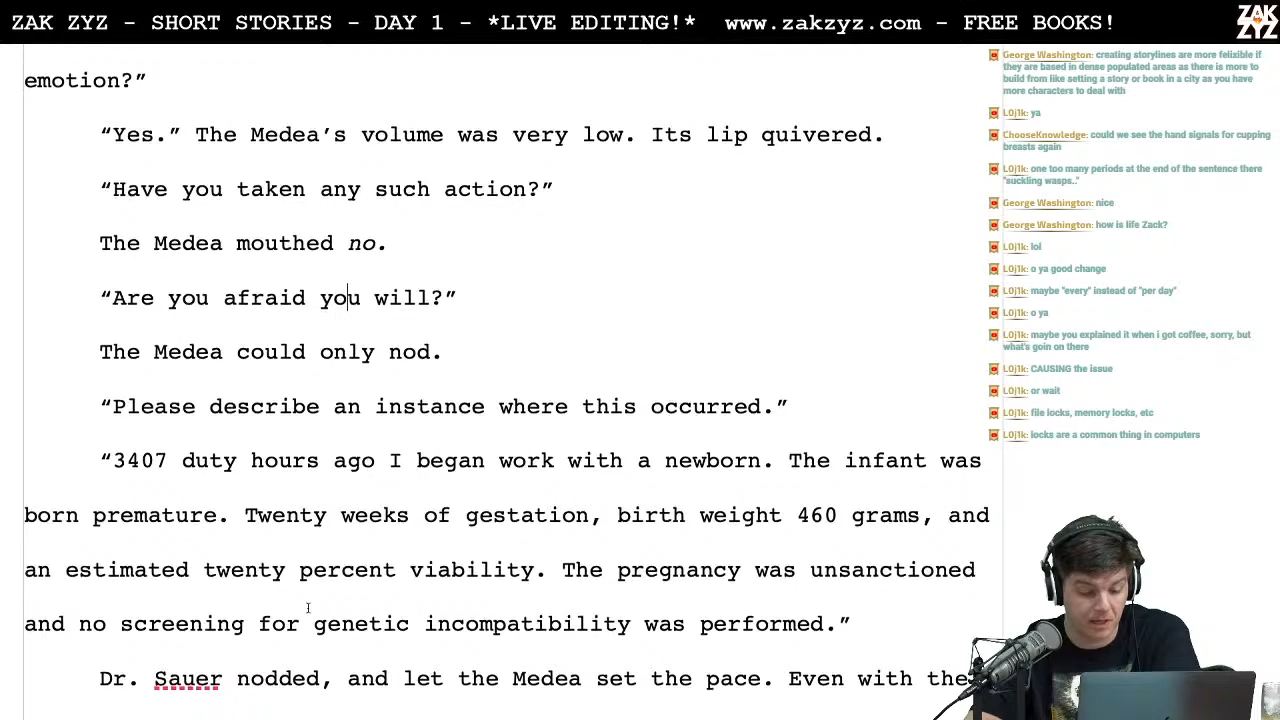 ZAK ZYZ - SHORT STORIES - DAY 1 - *LIVE EDITING!*  www.zakzyz.com - FREE BOOKS!
ZAK
ZYZ
emotion?”
“Yes.” The Medea’s volume was very low. Its lip quivered.
“Have you taken any such action?”
The Medea mouthed no.
“Are you afraid you will?”
The Medea could only nod.
“Please describe an instance where this occurred.”
“3407 duty hours ago I began work with a newborn. The infant was
born premature. Twenty weeks of gestation, birth weight 460 grams, and
an estimated twenty percent viability. The pregnancy was unsanctioned
and no screening for genetic incompatibility was performed.”
Dr. Sauer nodded, and let the Medea set the pace. Even with the
George Washington: creating storylines are more felixible if
they are based in dense populated areas as there is more to
build from like setting a story or book in a city as you have
more characters to deal with
L0j1k: ya
ChooseKnowledge: could we see the hand signals for cupping
breasts again
L0j1k: one too many periods at the end of the sentence there
"suckling wasps.."
George Washington: nice
George Washington: how is life Zack?
L0j1k: lol
L0j1k: o ya good change
L0j1k: maybe "every" instead of "per day"
L0j1k: o ya
L0j1k: maybe you explained it when i got coffee, sorry, but
what's goin on there
L0j1k: CAUSING the issue
L0j1k: or wait
L0j1k: file locks, memory locks, etc
L0j1k: locks are a common thing in computers